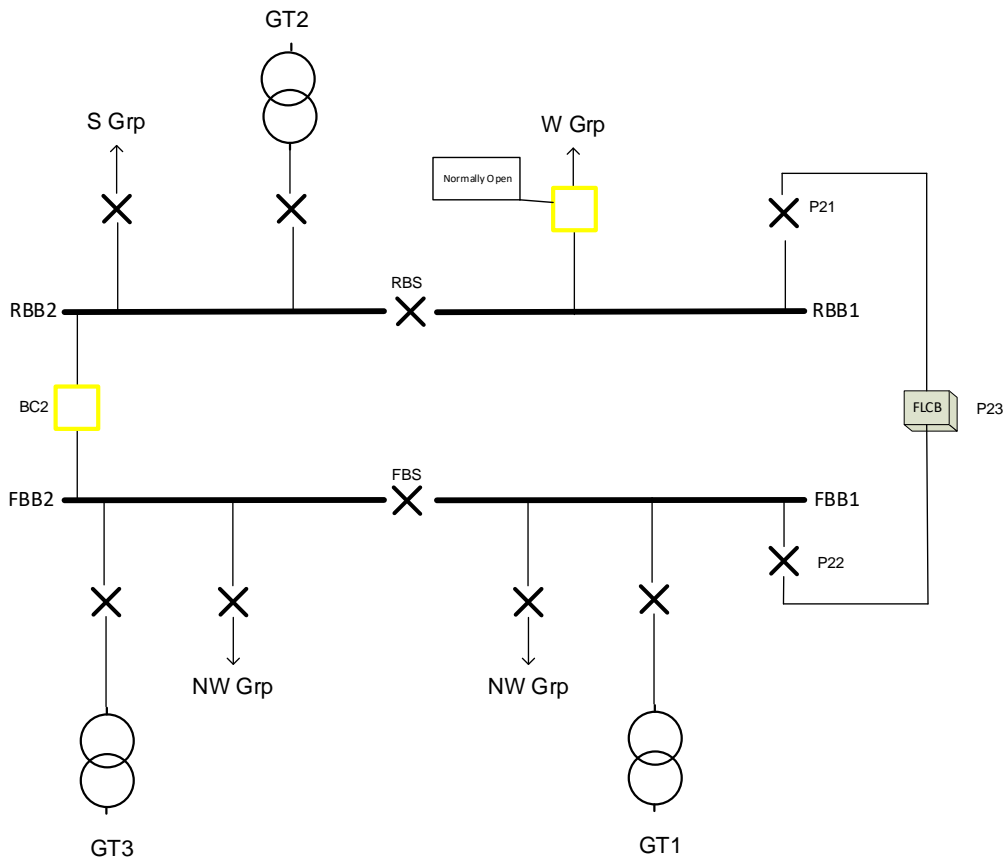 GT2
S Grp
W Grp
Normally Open
P21
RBS
RBB2
RBB1
BC2
FLCB
P23
FBS
FBB2
FBB1
P22
NW Grp
NW Grp
GT3
GT1